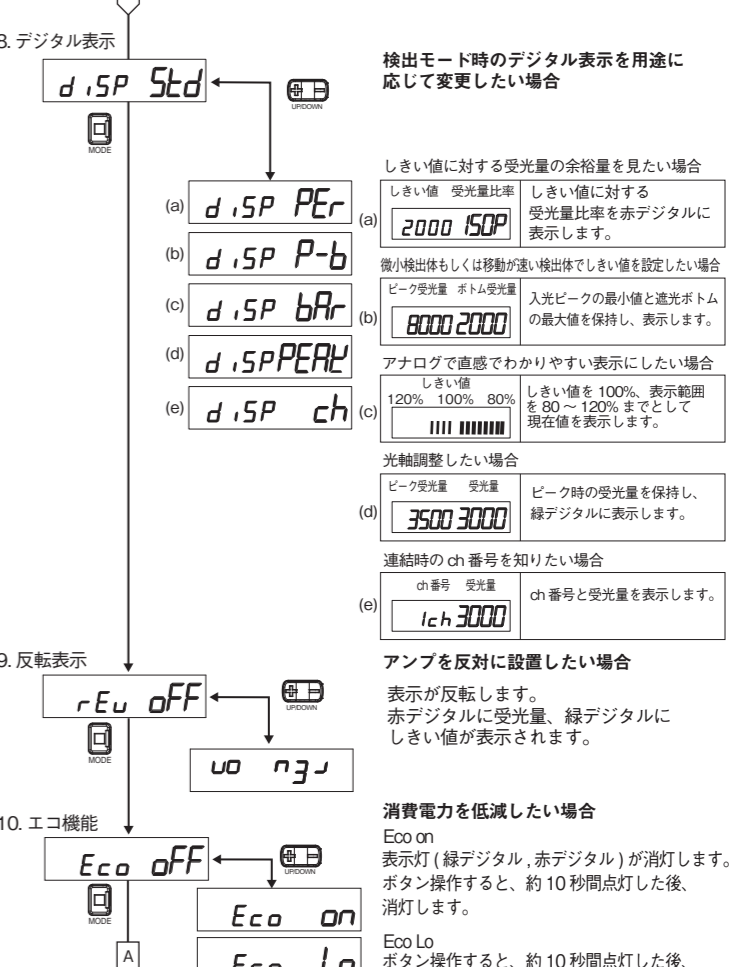 8. デジタル表示
検出モード時のデジタル表示を用途に
応じて変更したい場合
d iSP Std
UP/DOWN
MODE
しきい値に対する受光量の余裕量を見たい場合
(a) d iSP PEr
(a) しきい値 受光量比率
2000 150P
しきい値に対する
受光量比率を赤デジタルに
表示します。
(b) d iSP P-b
微小検出体もしくは移動が速い検出体でしきい値を設定したい場合
(b) ピーク受光量 ボトム受光量
8000 2000
入光ピークの最小値と遮光ボトム
の最大値を保持し、表示します。
(c) d iSP bAr
アナログで直感でわかりやすい表示にしたい場合
(c) しきい値
120% 100% 80%
しきい値を 100%、表示範囲
を 80 ～ 120% までとして
現在値を表示します。
(d) d iSP PEAK
光軸調整したい場合
(d) ピーク受光量 受光量
3500 3000
ピーク時の受光量を保持し、
緑デジタルに表示します。
(e) d iSP ch
連結時の ch 番号を知りたい場合
(e) ch 番号 受光量
1ch 3000
ch 番号と受光量を表示します。
9. 反転表示
アンプを反対に設置したい場合
rEv oFF
UP/DOWN
MODE
表示が反転します。
赤デジタルに受光量、緑デジタルに
しきい値が表示されます。
10. エコ機能
消費電力を低減したい場合
Eco oFF
UP/DOWN
MODE
Eco on
Eco on
表示灯 ( 緑デジタル , 赤デジタル ) が消灯します。
ボタン操作すると、約 10 秒間点灯した後、
消灯します。
A
Eco Lo
Eco Lo
ボタン操作すると、約 10 秒間点灯した後、